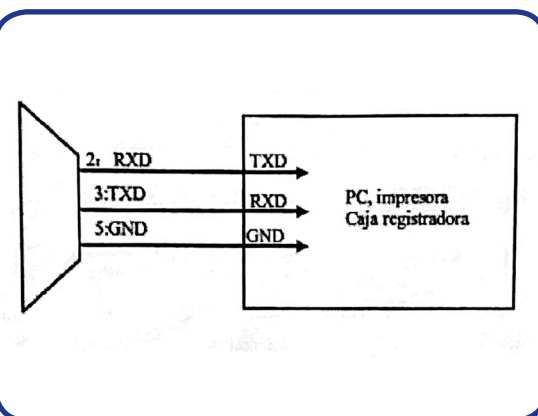 2: RXD
TXD
3:TXD
RXD
5:GND
GND
PC, impresora
Caja registradora